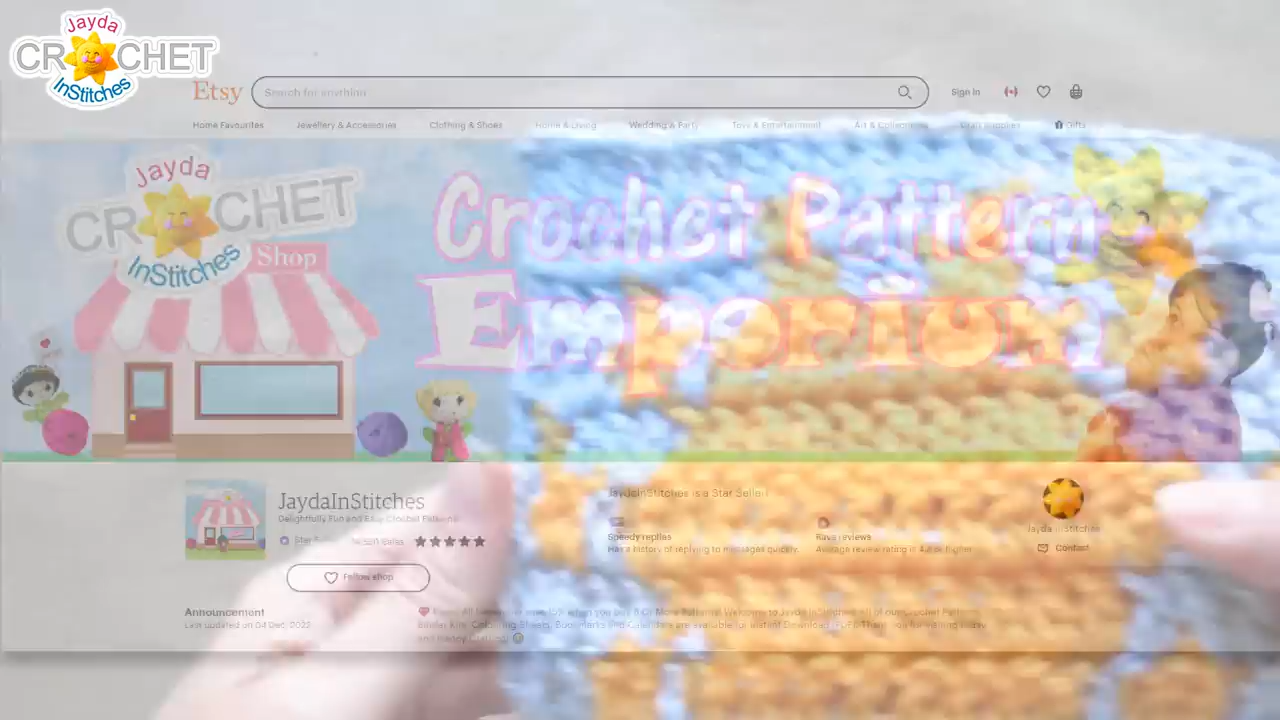 Jayda
CROCHET
InStitches
Etsy
Search for anything
Sign in
Home Favourites
Jewellery & Accessories
Clothing & Shoes
Home & Living
Wedding & Party
Toys & Entertainment
Art & Collectibles
Craft Supplies
Gifts
Jayda
CROCHET
InStitches
Shop
Crochet Pattern
Emporium
JaydaInStitches
Delightfully Fun and Easy Crochet Patterns
Star
Sales
Follow shop
JaydaInStitches is a Star Seller!
Speedy replies
Has a history of replying to messages quickly.
Rave reviews
Average review rating is 4.8 or higher
Jayda InStitches
Contact
Announcement
Last updated on 04 Dec, 2022